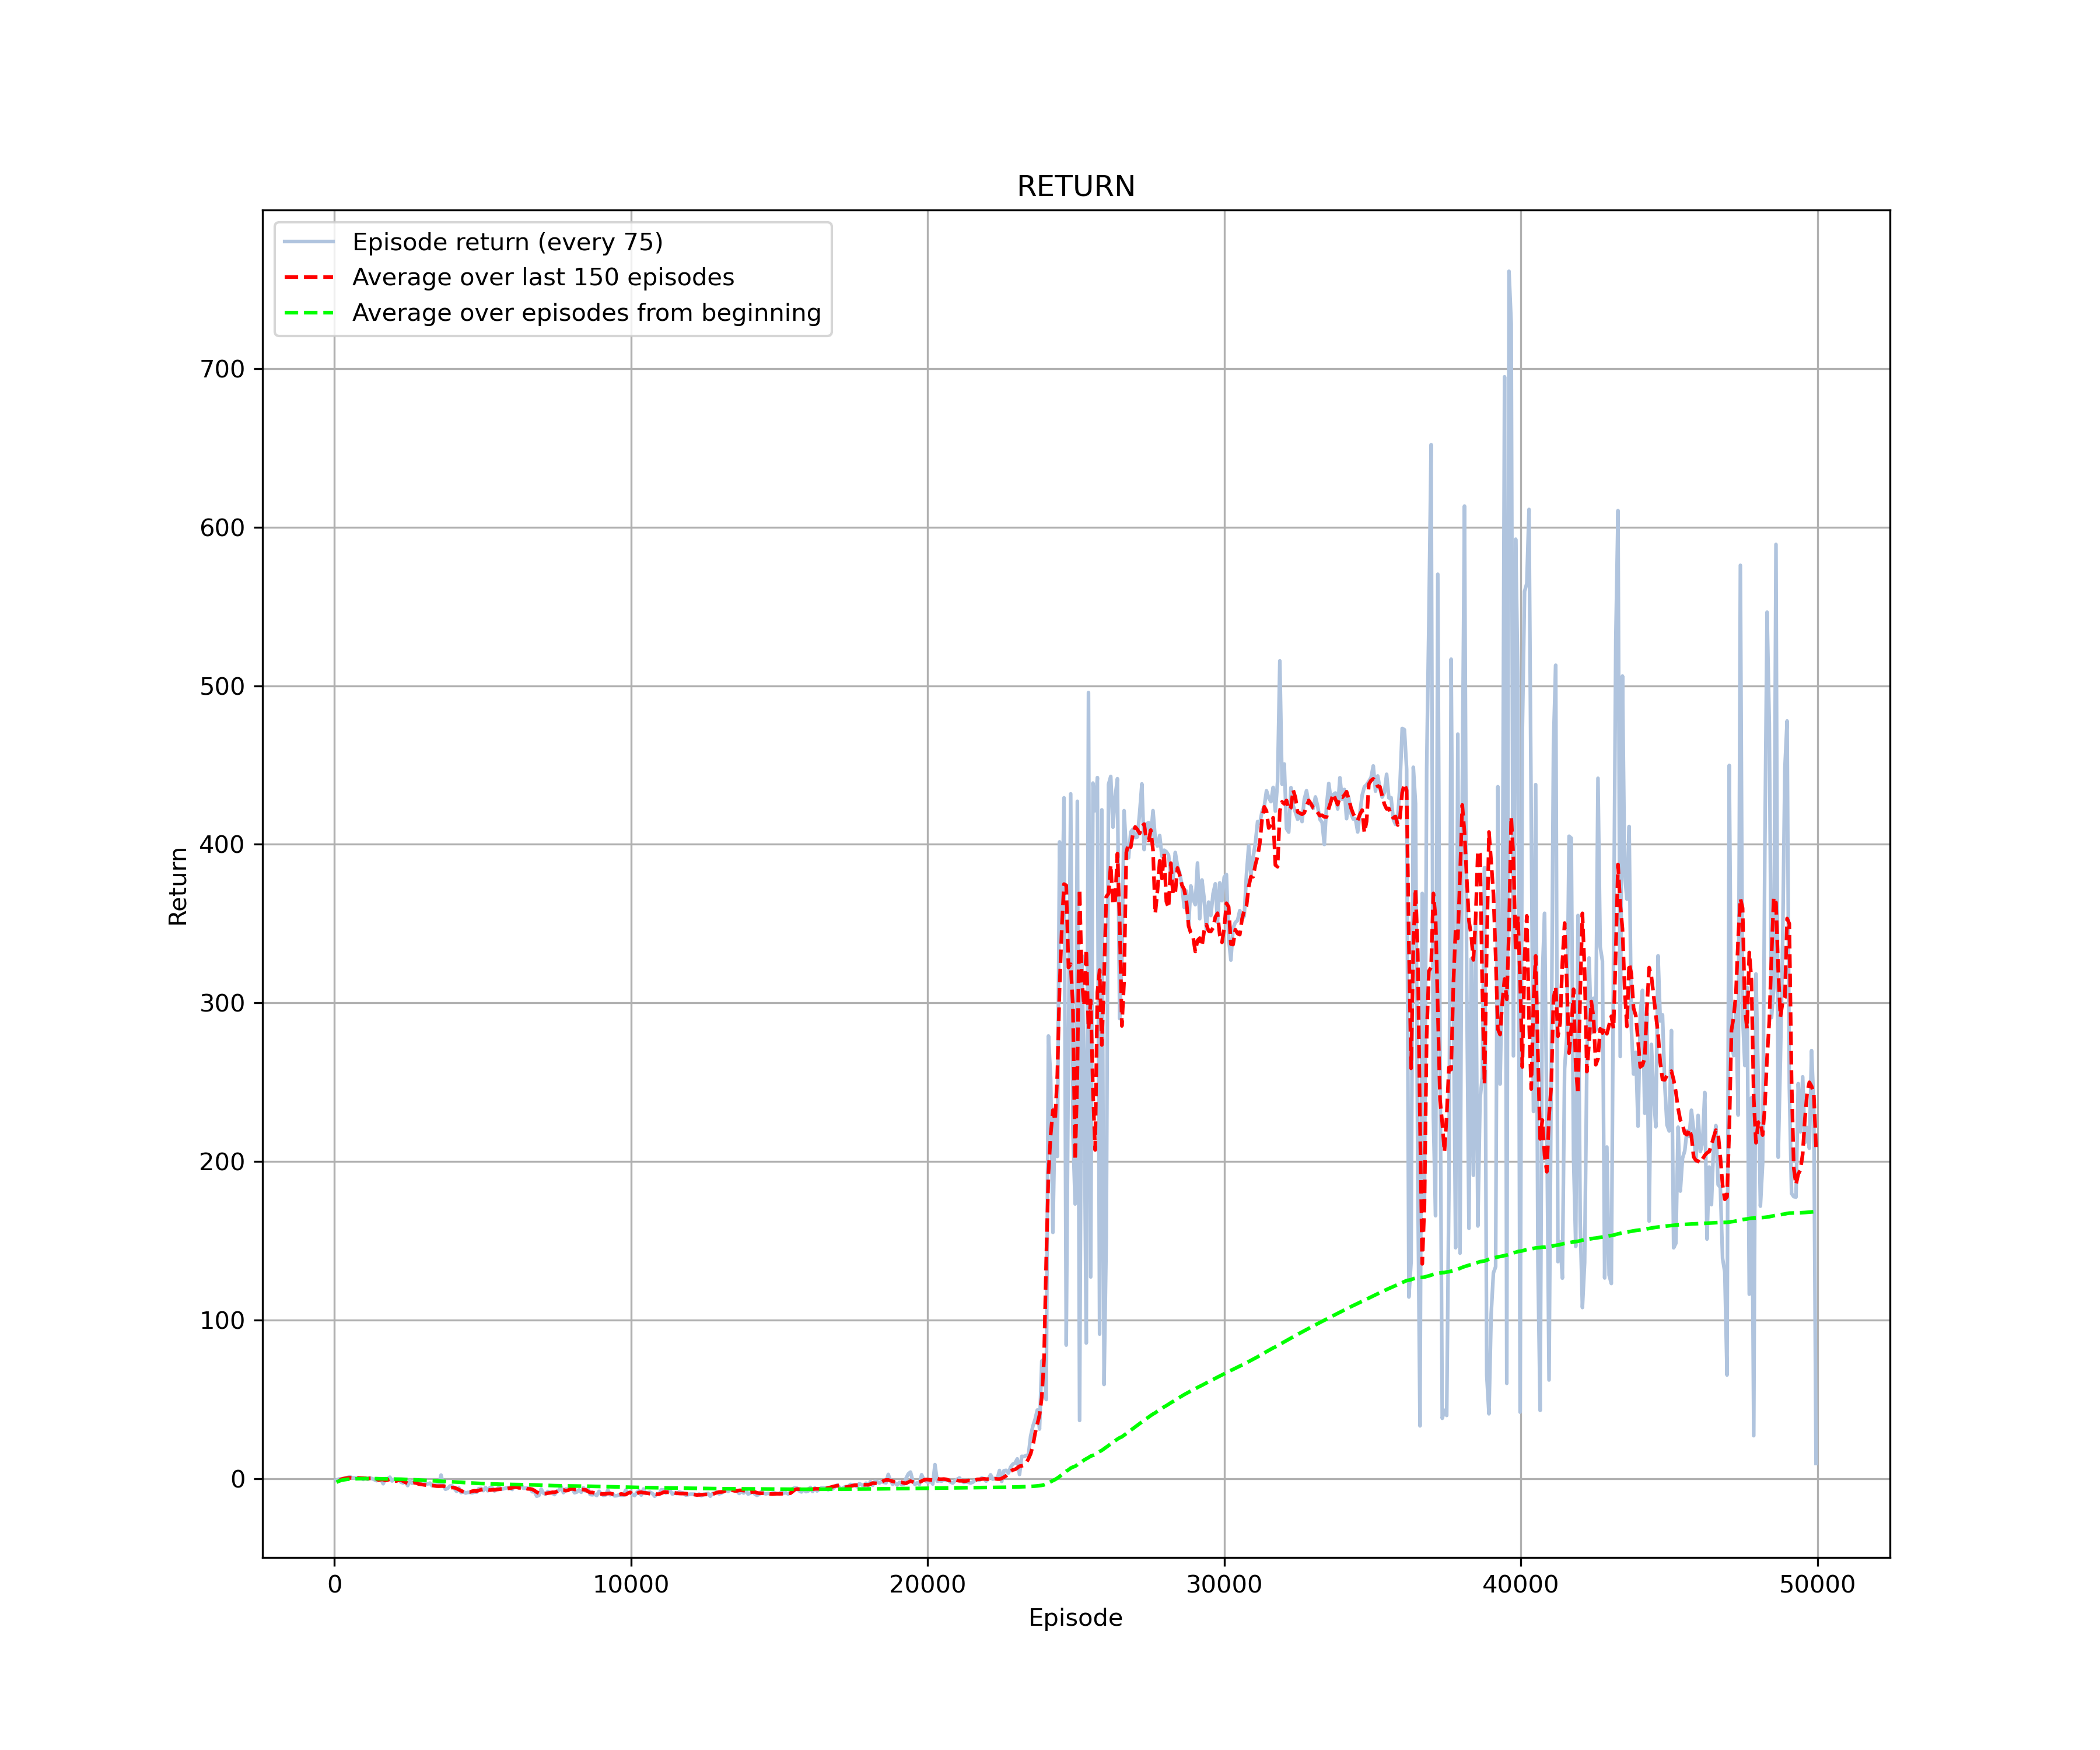 RETURN
Episode return (every 75)
Average over last 150 episodes
Average over episodes from beginning
700
600
500
400
300
200
100
0
Return
0 10000 20000 30000 40000 50000
Episode